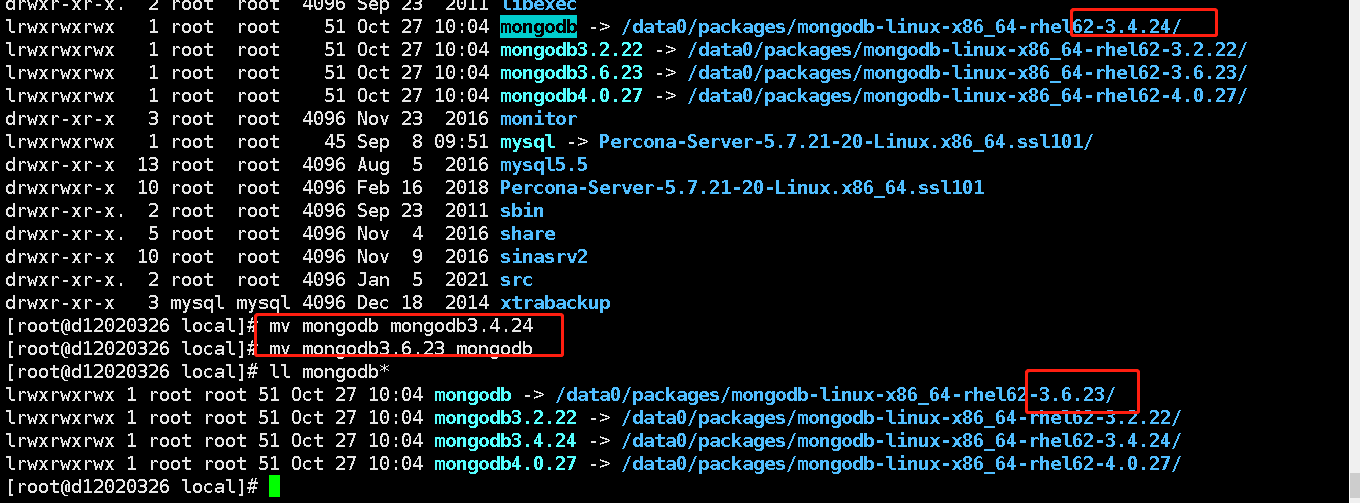 drwxr-xr-x. 2 root root 4096 Sep 23 2011 libexec
lrwxrwxrwx 1 root root 51 Oct 27 10:04 mongodb -> /data0/packages/mongodb-linux-x86_64-rhel62-3.4.24/
lrwxrwxrwx 1 root root 51 Oct 27 10:04 mongodb3.2.22 -> /data0/packages/mongodb-linux-x86_64-rhel62-3.2.22/
lrwxrwxrwx 1 root root 51 Oct 27 10:04 mongodb3.6.23 -> /data0/packages/mongodb-linux-x86_64-rhel62-3.6.23/
lrwxrwxrwx 1 root root 51 Oct 27 10:04 mongodb4.0.27 -> /data0/packages/mongodb-linux-x86_64-rhel62-4.0.27/
drwxr-xr-x 3 root root 4096 Nov 23 2016 monitor
lrwxrwxrwx 1 root root 45 Sep 8 09:51 mysql -> Percona-Server-5.7.21-20-Linux.x86_64.ssl101/
drwxr-xr-x 13 root root 4096 Aug 5 2016 mysql5.5
drwxr-xr-x 10 root root 4096 Feb 16 2018 Percona-Server-5.7.21-20-Linux.x86_64.ssl101
drwxr-xr-x. 2 root root 4096 Sep 23 2011 sbin
drwxr-xr-x. 5 root root 4096 Nov 4 2016 share
drwxr-xr-x 10 root root 4096 Nov 9 2016 sinasrv2
drwxr-xr-x. 2 root root 4096 Jan 5 2021 src
drwxr-xr-x 3 mysql mysql 4096 Dec 18 2014 xtrabackup
[root@d12020326 local]# mv mongodb mongodb3.4.24
[root@d12020326 local]# mv mongodb3.6.23 mongodb
[root@d12020326 local]# ll mongodb*
lrwxrwxrwx 1 root root 51 Oct 27 10:04 mongodb -> /data0/packages/mongodb-linux-x86_64-rhel62-3.6.23/
lrwxrwxrwx 1 root root 51 Oct 27 10:04 mongodb3.2.22 -> /data0/packages/mongodb-linux-x86_64-rhel62-3.2.22/
lrwxrwxrwx 1 root root 51 Oct 27 10:04 mongodb3.4.24 -> /data0/packages/mongodb-linux-x86_64-rhel62-3.4.24/
lrwxrwxrwx 1 root root 51 Oct 27 10:04 mongodb4.0.27 -> /data0/packages/mongodb-linux-x86_64-rhel62-4.0.27/
[root@d12020326 local]#